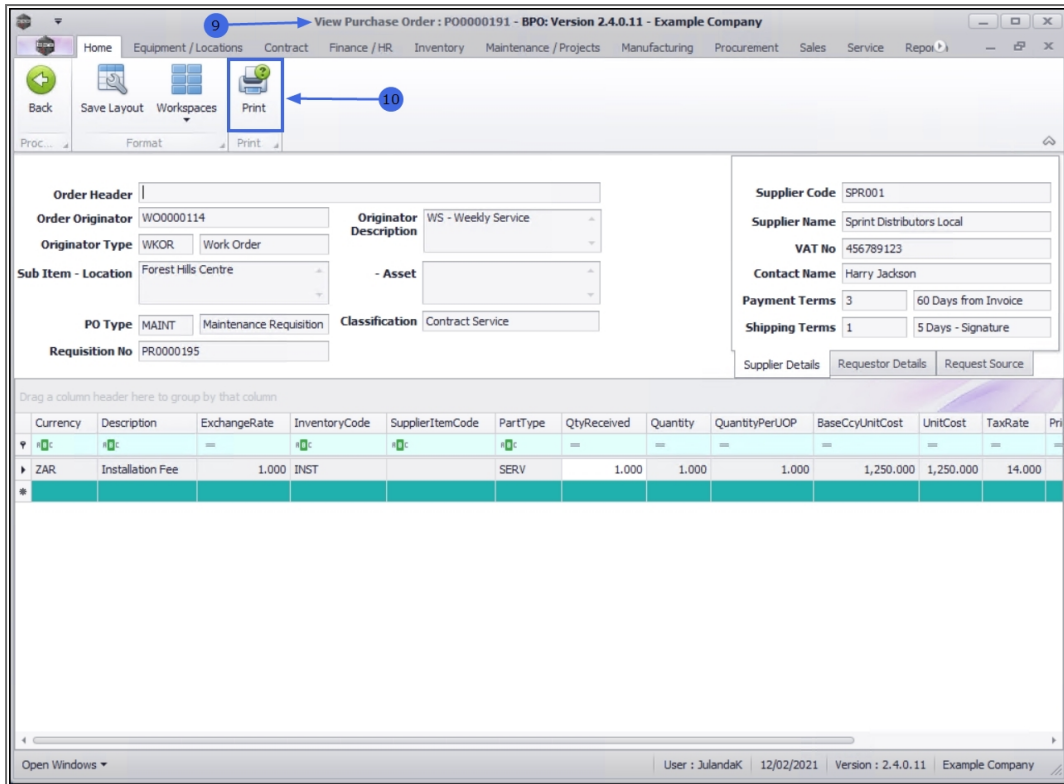 9
View Purchase Order : PO0000191 - BPO: Version 2.4.0.11 - Example Company
Home Equipment / Locations Contract Finance / HR Inventory Maintenance / Projects Manufacturing Procurement Sales Service
Back Save Layout Workspaces Print
10
Proc... Format Print
Order Header
Order Originator WO0000114
Originator Description WS - Weekly Service
Originator Type WKOR Work Order
Sub Item - Location Forest Hills Centre
- Asset
PO Type MAINT Maintenance Requisition
Classification Contract Service
Requisition No PR0000195
Supplier Code SPR001
Supplier Name Sprint Distributors Local
VAT No 456789123
Contact Name Harry Jackson
Payment Terms 3 60 Days from Invoice
Shipping Terms 1 5 Days - Signature
Supplier Details Requestor Details Request Source
Drag a column header here to group by that column
Currency Description ExchangeRate InventoryCode SupplierItemCode PartType QtyReceived Quantity QuantityPerUOP BaseCcyUnitCost UnitCost TaxRate Pri
ZAR Installation Fee 1.000 INST SERV 1.000 1.000 1.000 1,250.000 1,250.000 14.000
Open Windows User : JulandaK 12/02/2021 Version : 2.4.0.11 Example Company